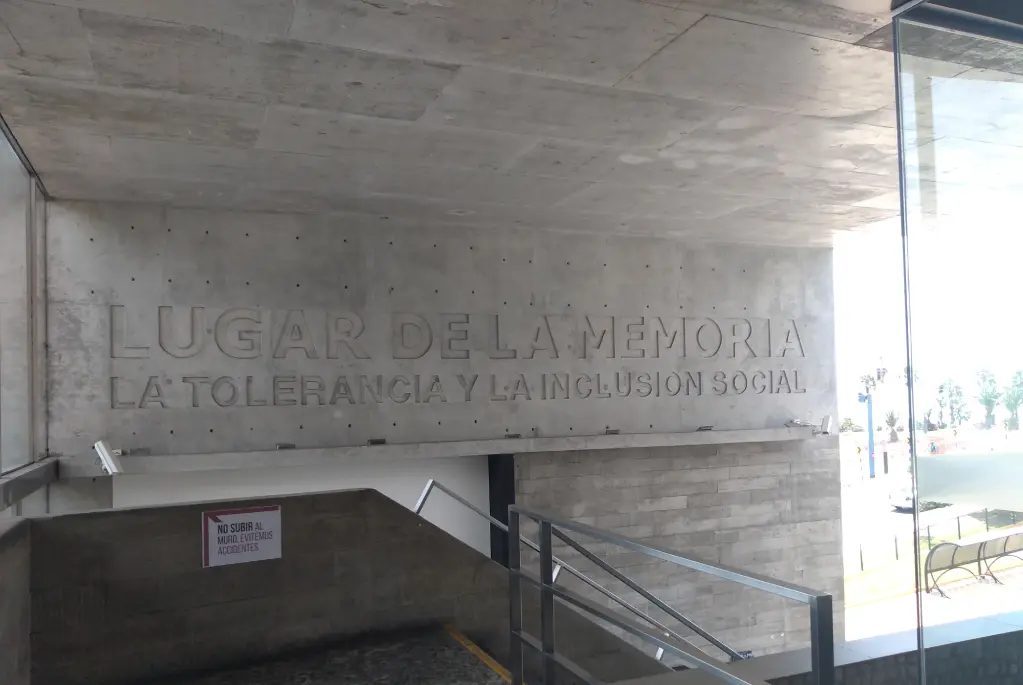 LUGAR DE LA MEMORIA
LA TOLERANCIA Y LA INCLUSION SOCIAL
NO SUBIR AL
MURO, EVITEMOS
ACCIDENTES